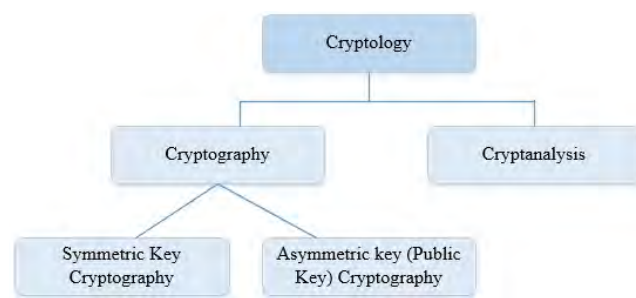 Cryptology
Cryptography
Cryptanalysis
Symmetric Key
Cryptography
Asymmetric key (Public
Key) Cryptography